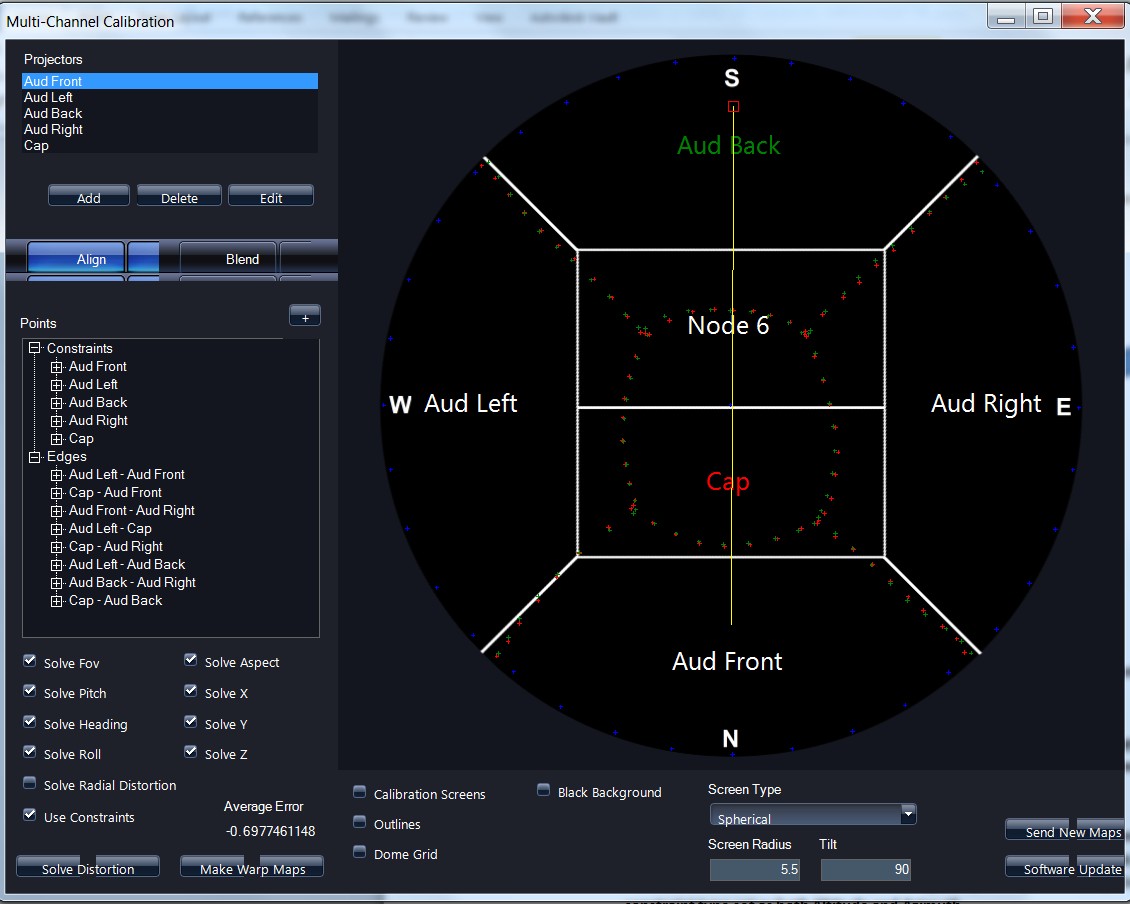 Multi-Channel Calibration
Projectors
Aud Front
Aud Left
Aud Back
Aud Right
Cap
Add Delete Edit
Align Blend
Points +
Constraints
Aud Front
Aud Left
Aud Back
Aud Right
Cap
Edges
Aud Left - Aud Front
Cap - Aud Front
Aud Front - Aud Right
Aud Left - Cap
Cap - Aud Right
Aud Left - Aud Back
Aud Back - Aud Right
Cap - Aud Back
Solve Fov Solve Aspect
Solve Pitch Solve X
Solve Heading Solve Y
Solve Roll Solve Z
Solve Radial Distortion
Use Constraints
Average Error
-0.6977461148
Solve Distortion Make Warp Maps
S
Aud Back
Node 6
W Aud Left
Aud Right E
Cap
Aud Front
N
Calibration Screens
Outlines
Dome Grid
Black Background
Screen Type
Spherical
Screen Radius Tilt
5.5 90
Send New Maps
Software Update